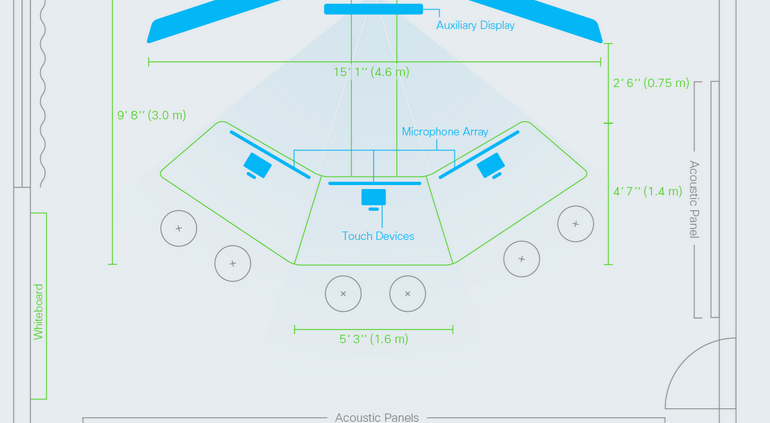 Auxiliary Display
15’ 1’’ (4.6 m)
2’ 6’’ (0.75 m)
9’ 8’’ (3.0 m)
Microphone Array
Acoustic Panel
4’ 7’’ (1.4 m)
Touch Devices
Whiteboard
5’ 3’’ (1.6 m)
Acoustic Panels